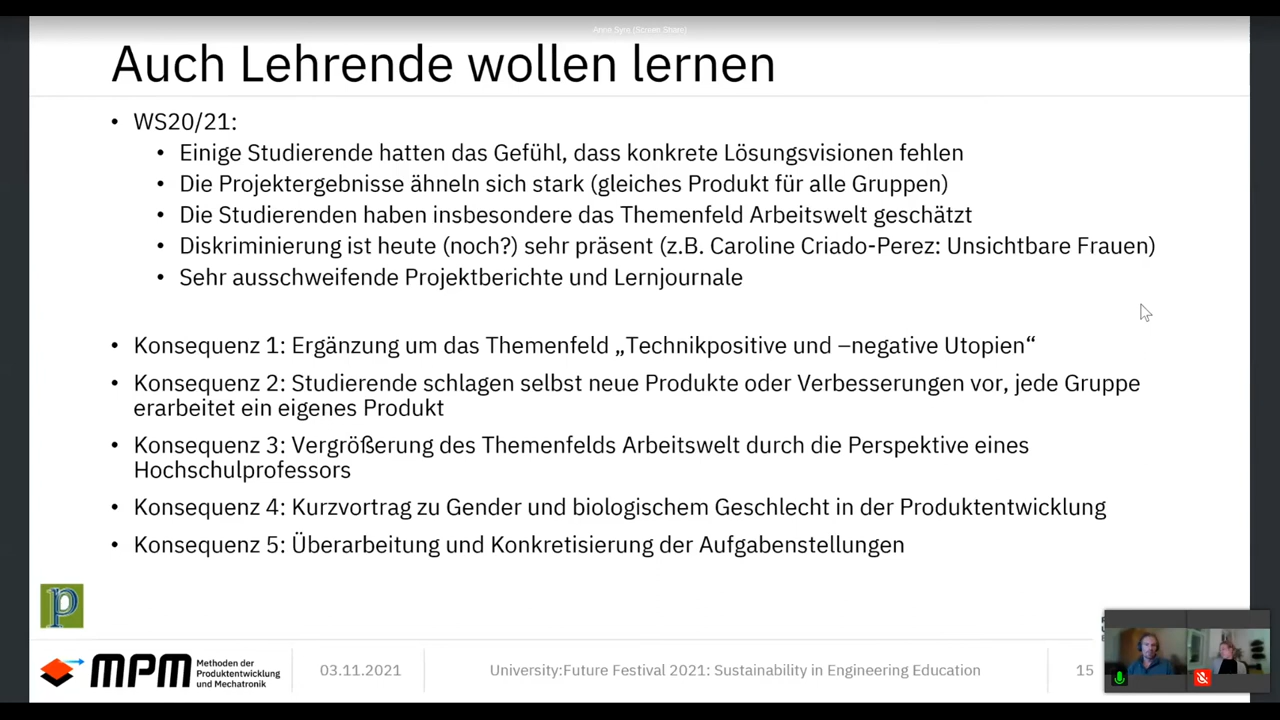 Anna Syre (Screen Share)
Auch Lehrende wollen lernen
• WS20/21:
• Einige Studierende hatten das Gefühl, dass konkrete Lösungsvisionen fehlen
• Die Projektergebnisse ähneln sich stark (gleiches Produkt für alle Gruppen)
• Die Studierenden haben insbesondere das Themenfeld Arbeitswelt geschätzt
• Diskriminierung ist heute (noch?) sehr präsent (z.B. Caroline Criado-Perez: Unsichtbare Frauen)
• Sehr ausschweifende Projektberichte und Lernjournale
• Konsequenz 1: Ergänzung um das Themenfeld „Technikpositive und –negative Utopien“
• Konsequenz 2: Studierende schlagen selbst neue Produkte oder Verbesserungen vor, jede Gruppe
erarbeitet ein eigenes Produkt
• Konsequenz 3: Vergrößerung des Themenfelds Arbeitswelt durch die Perspektive eines
Hochschulprofessors
• Konsequenz 4: Kurzvortrag zu Gender und biologischem Geschlecht in der Produktentwicklung
• Konsequenz 5: Überarbeitung und Konkretisierung der Aufgabenstellungen
p
MPM
Methoden der
Produktentwicklung
und Mechatronik
03.11.2021
University:Future Festival 2021: Sustainability in Engineering Education
15